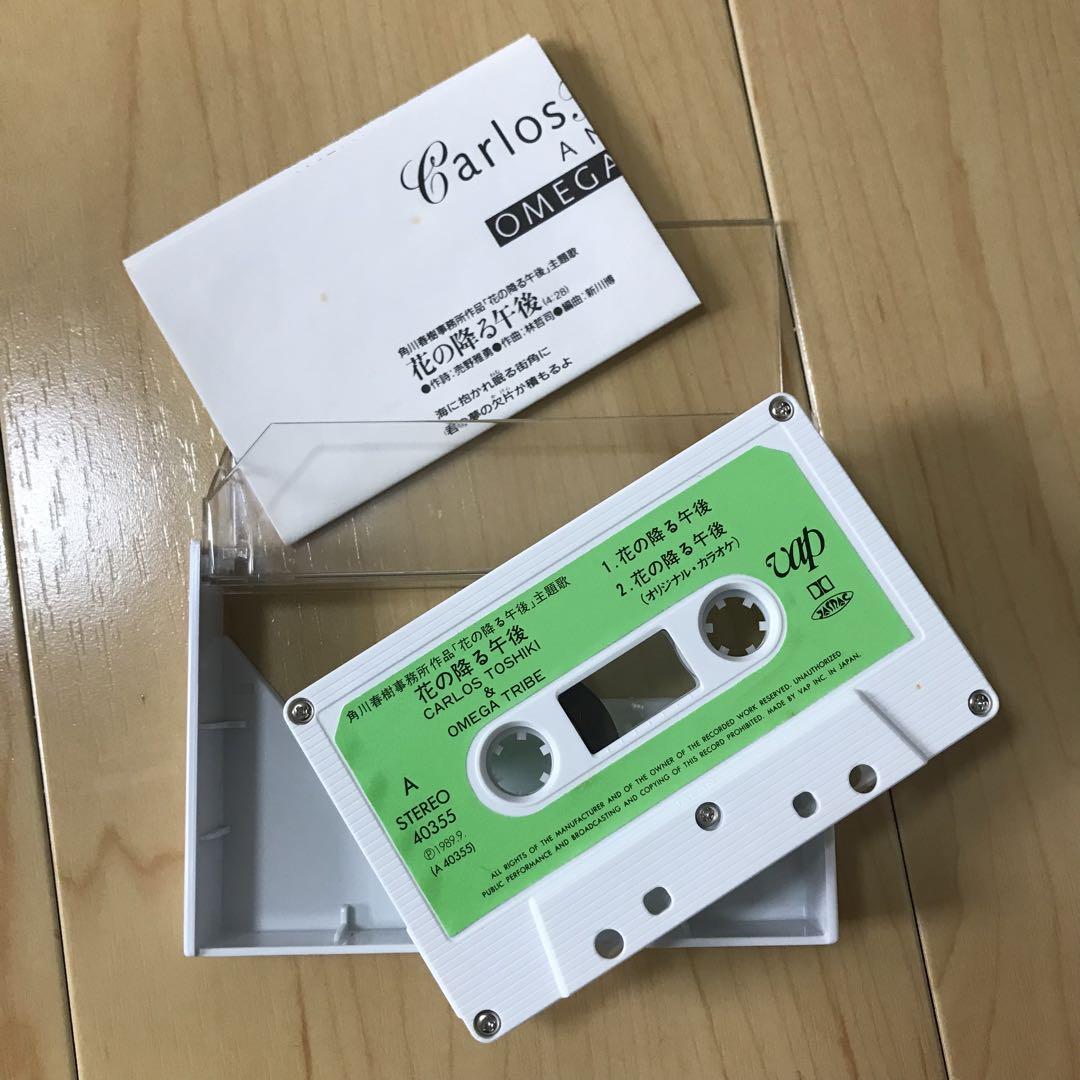 Carlos
AN
OMEGA
角川春樹事務所作品「花の降る午後」主題歌
花の降る午後(4:28)
●作詩:売野雅勇●作曲:林哲司●編曲:新川博
海に抱かれ眠る街角に
夢の欠片が積もるよ
角川春樹事務所作品「花の降る午後」主題歌
花の降る午後
CARLOS TOSHIKI
&
OMEGA TRIBE
1. 花の降る午後
2. 花の降る午後
(オリジナル・カラオケ)
vap
JASRAC
A
STEREO
40355
Ⓟ1989.9.
(A 40355)
ALL RIGHTS OF THE MANUFACTURER AND OF THE OWNER OF THE RECORDED WORK RESERVED. UNAUTHORIZED
PUBLIC PERFORMANCE AND BROADCASTING AND COPYING OF THIS RECORD PROHIBITED. MADE BY VAP INC. IN JAPAN.